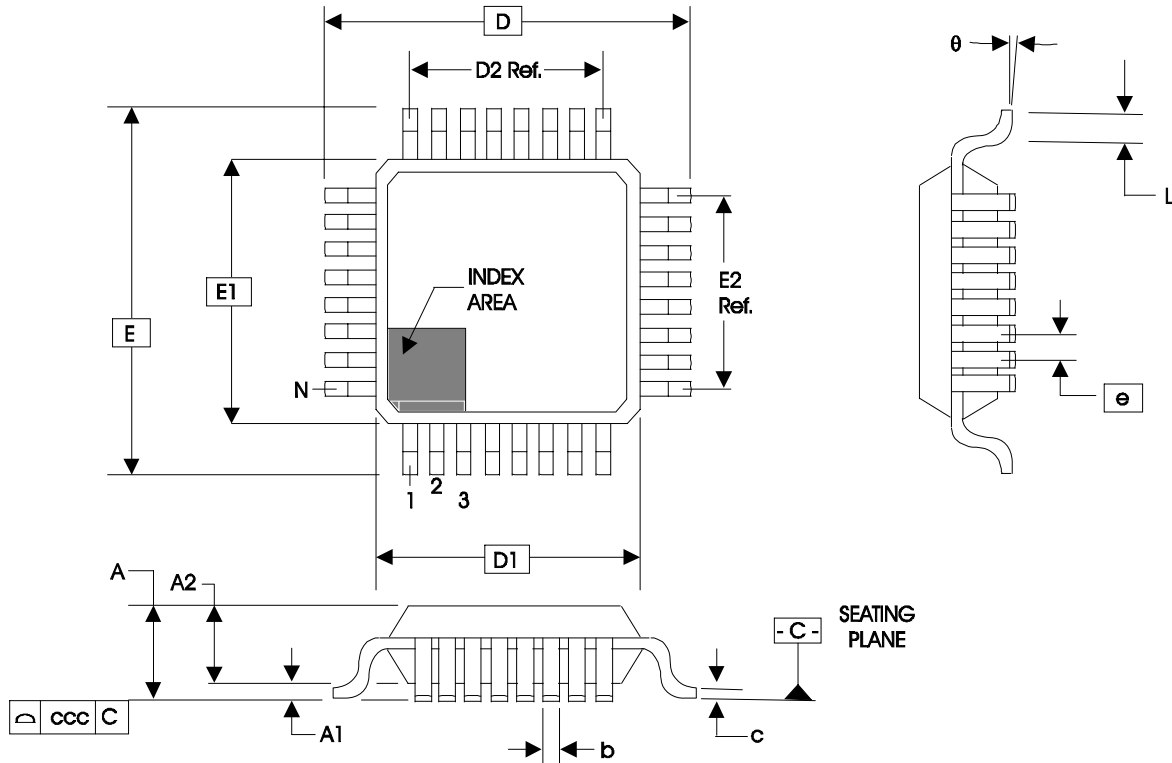 D
θ
D2 Ref.
L
INDEX
AREA
E1
E2
Ref.
E
N
e
1
2
3
D1
A
A2
SEATING
PLANE
- C -
ccc C
A1
b
c